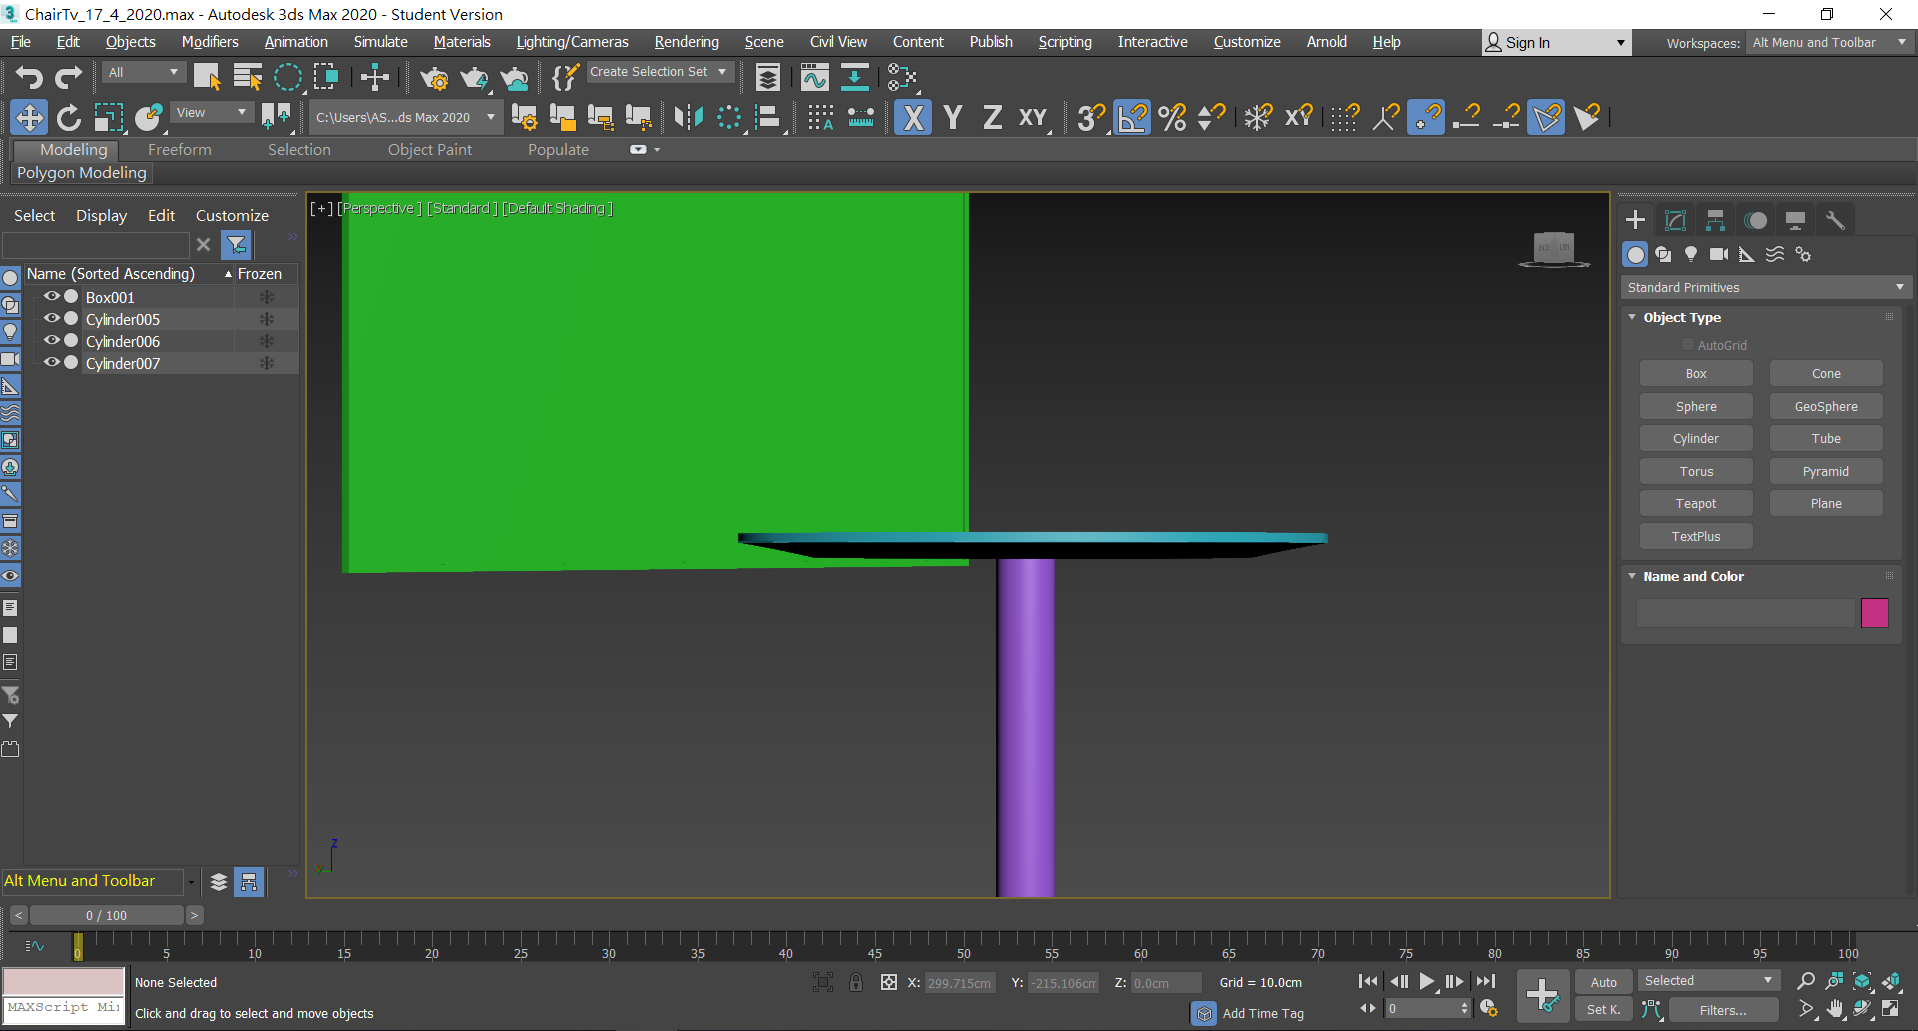 ChairTv_17_4_2020.max - Autodesk 3ds Max 2020 - Student Version
File Edit Objects Modifiers Animation Simulate Materials Lighting/Cameras Rendering Scene Civil View Content Publish Scripting Interactive Customize Arnold Help Sign In Workspaces: Alt Menu and Toolbar
All Create Selection Set
View C:\Users\AS...ds Max 2020 X Y Z XY 3 % XY
Modeling Freeform Selection Object Paint Populate
Polygon Modeling
Select Display Edit Customize
[+] [Perspective ] [Standard ] [Default Shading ]
Name (Sorted Ascending) Frozen
Box001
Cylinder005
Cylinder006
Cylinder007
Standard Primitives
Object Type
AutoGrid
Box Cone
Sphere GeoSphere
Cylinder Tube
Torus Pyramid
Teapot Plane
TextPlus
Name and Color
z
y
Alt Menu and Toolbar
< 0 / 100 >
0 5 10 15 20 25 30 35 40 45 50 55 60 65 70 75 80 85 90 95 100
None Selected X: 299.715cm Y: -215.106cm Z: 0.0cm Grid = 10.0cm Auto Selected
MAXScript Mi Click and drag to select and move objects Add Time Tag 0 Set K. Filters...